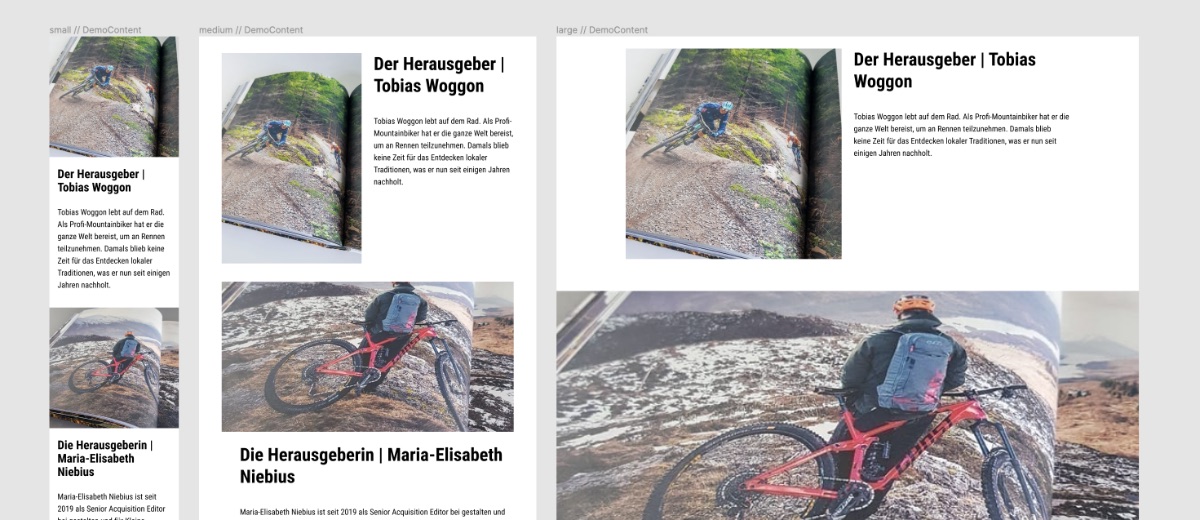 small // DemoContent
Der Herausgeber |
Tobias Woggon
Tobias Woggon lebt auf dem Rad.
Als Profi-Mountainbiker hat er die
ganze Welt bereist, um an Rennen
teilzunehmen. Damals blieb keine
Zeit für das Entdecken lokaler
Traditionen, was er nun seit einigen
Jahren nachholt.
Die Herausgeberin |
Maria-Elisabeth
Niebius
Maria-Elisabeth Niebius ist seit
2019 als Senior Acquisition Editor
bei gestalten und für Kleine
medium // DemoContent
Der Herausgeber |
Tobias Woggon
Tobias Woggon lebt auf dem Rad. Als Profi-
Mountainbiker hat er die ganze Welt bereist,
um an Rennen teilzunehmen. Damals blieb
keine Zeit für das Entdecken lokaler
Traditionen, was er nun seit einigen Jahren
nachholt.
Die Herausgeberin | Maria-Elisabeth
Niebius
Maria-Elisabeth Niebius ist seit 2019 als Senior Acquisition Editor bei gestalten und
large // DemoContent
Der Herausgeber | Tobias
Woggon
Tobias Woggon lebt auf dem Rad. Als Profi-Mountainbiker hat er die
ganze Welt bereist, um an Rennen teilzunehmen. Damals blieb
keine Zeit für das Entdecken lokaler Traditionen, was er nun seit
einigen Jahren nachholt.